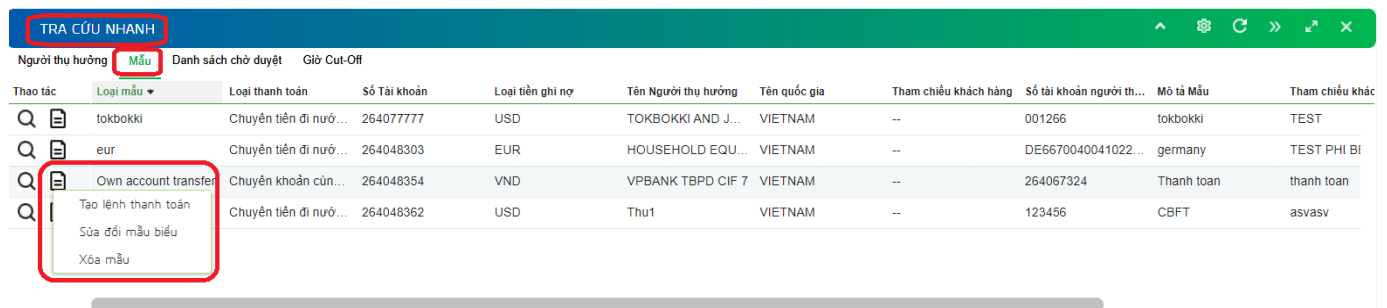 TRA CỨU NHANH
Người thụ hưởng Mẫu Danh sách chờ duyệt Giờ Cut-Off
Thao tác Loại mẫu Loại thanh toán Số Tài khoản Loại tiền ghi nợ Tên Người thụ hưởng Tên quốc gia Tham chiếu khách hàng Số tài khoản người th... Mô tả Mẫu Tham chiếu khác
tokbokki Chuyển tiền đi nướ... 264077777 USD TOKBOKKI AND J... VIETNAM -- 001266 tokbokki TEST
eur Chuyển tiền đi nướ... 264048303 EUR HOUSEHOLD EQU... VIETNAM -- DE6670040041022... germany TEST PHI BE
Own account transfer Chuyển khoản cùn... 264048354 VND VPBANK TBPD CIF 7 VIETNAM -- 264067324 Thanh toan thanh toan
Chuyển tiền đi nướ... 264048362 USD Thu1 VIETNAM -- 123456 CBFT asvasv
Tạo lệnh thanh toán
Sửa đổi mẫu biểu
Xóa mẫu